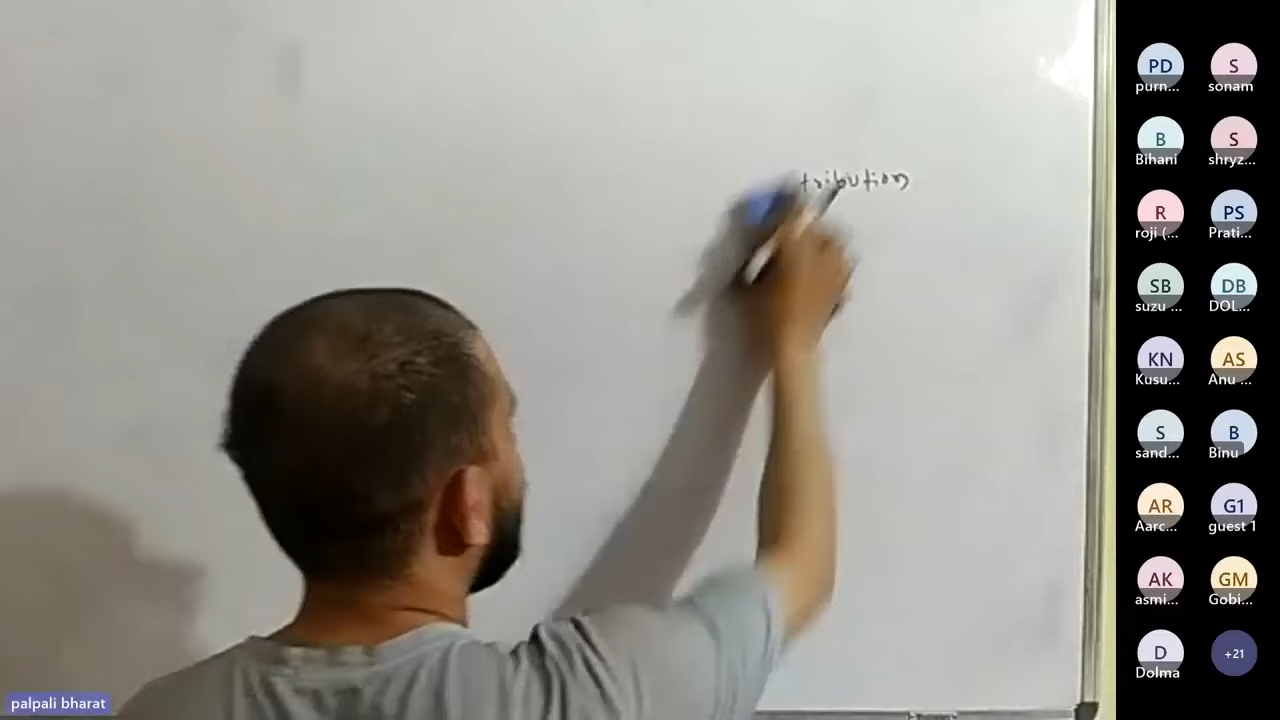 tribution
PD
purn...
S
sonam
B
Bihani
S
shryz...
R
roji (...
PS
Prati...
SB
suzu ...
DB
DOL...
KN
Kusu...
AS
Anu ...
S
sand...
B
Binu
AR
Aarc...
G1
guest 1
AK
asmi...
GM
Gobi...
D
Dolma
+21
palpali bharat